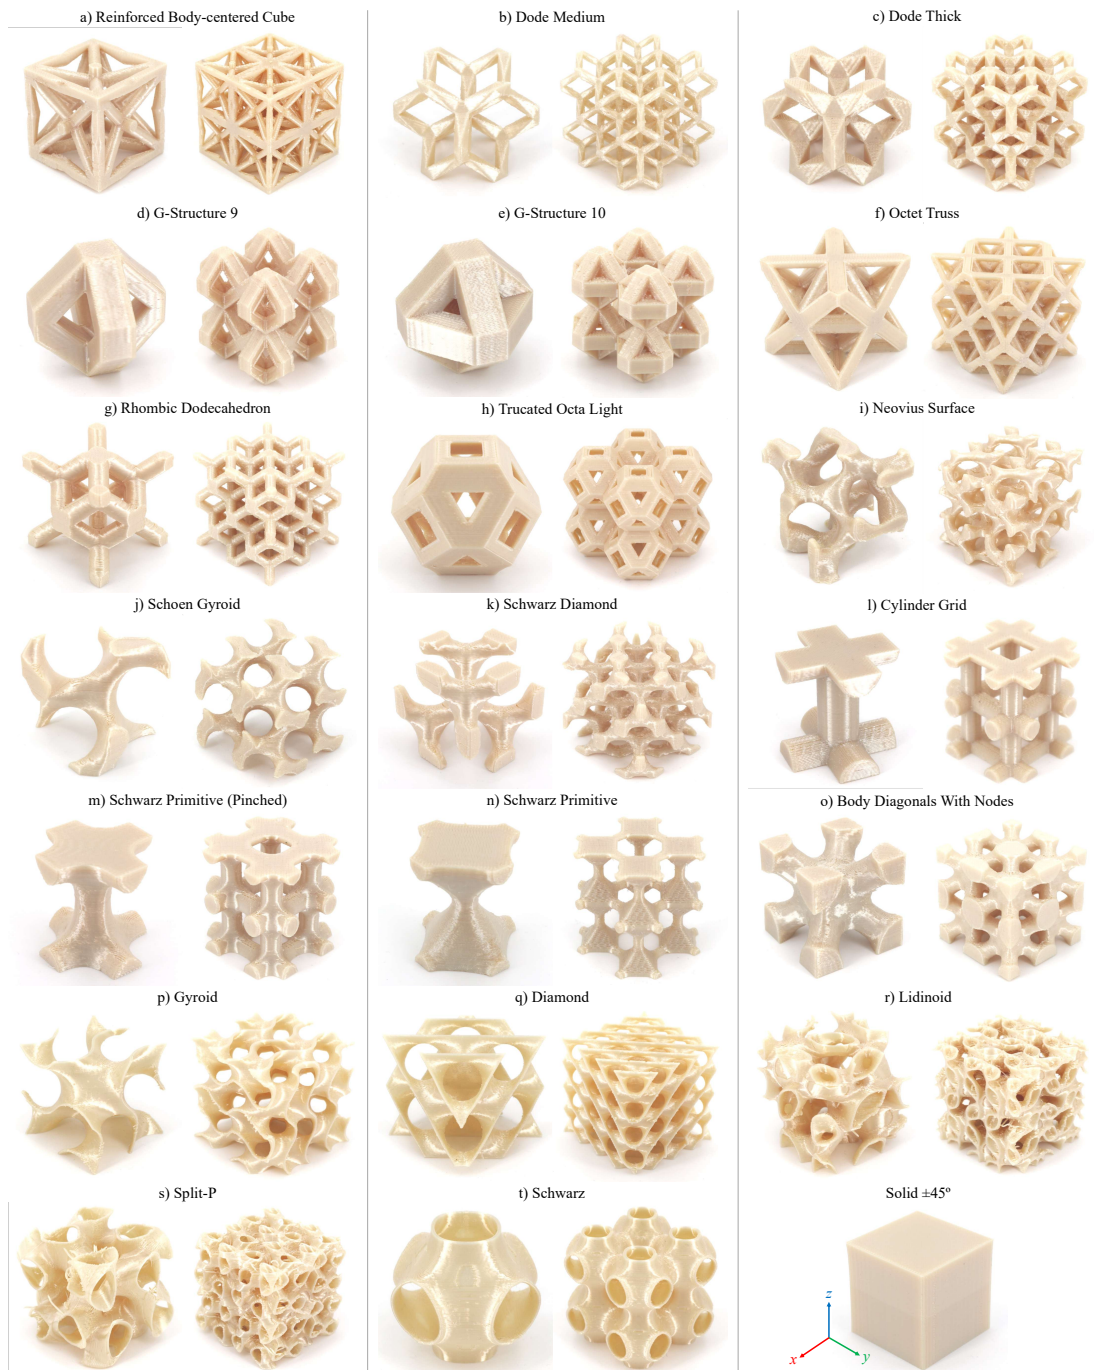 a) Reinforced Body-centered Cube
b) Dode Medium
c) Dode Thick
d) G-Structure 9
e) G-Structure 10
f) Octet Truss
g) Rhombic Dodecahedron
h) Trucated Octa Light
i) Neovius Surface
j) Schoen Gyroid
k) Schwarz Diamond
l) Cylinder Grid
m) Schwarz Primitive (Pinched)
n) Schwarz Primitive
o) Body Diagonals With Nodes
p) Gyroid
q) Diamond
r) Lidinoid
s) Split-P
t) Schwarz
Solid ±45º
z
x
y